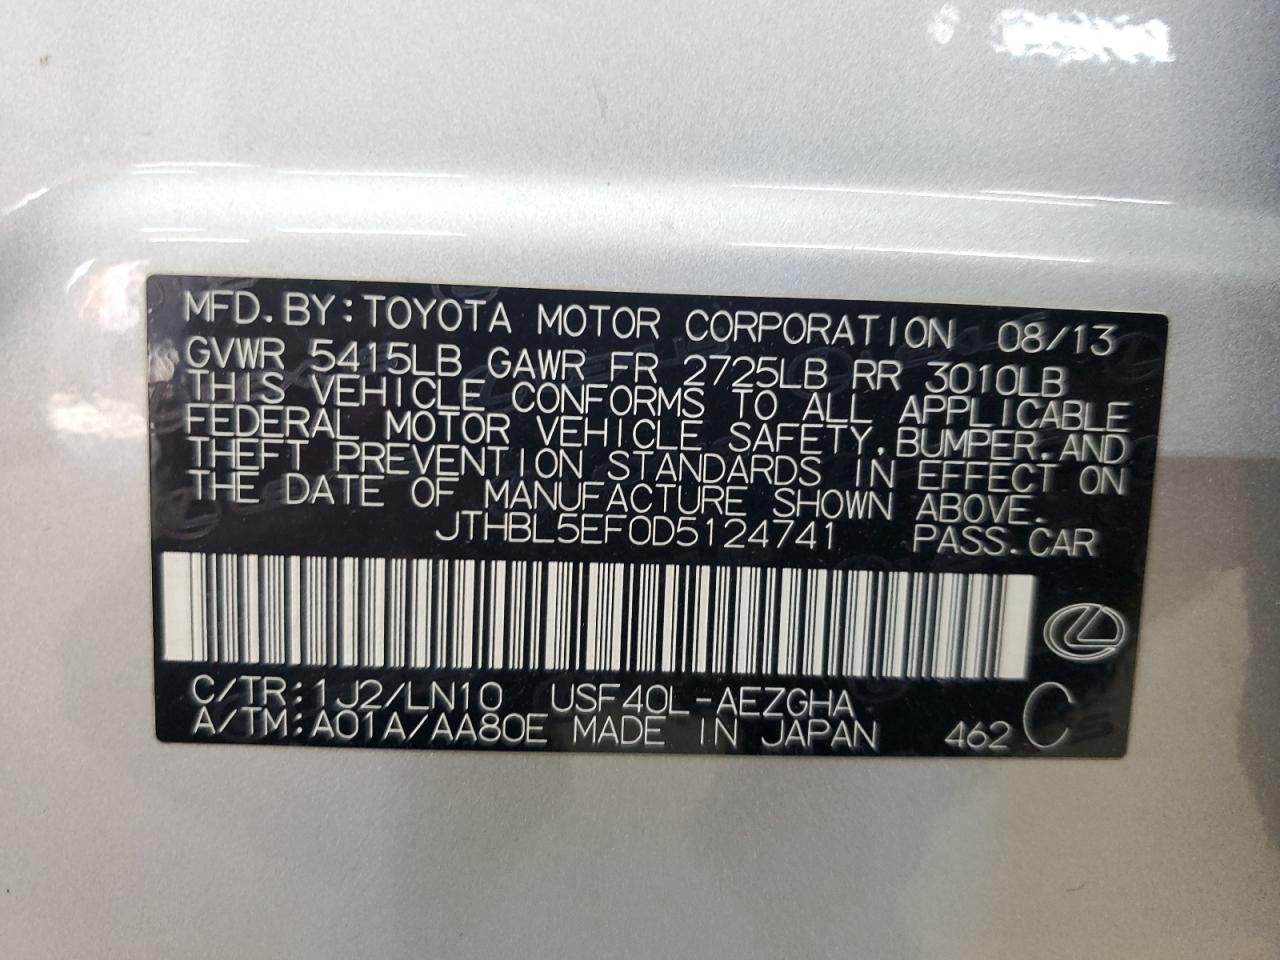 MFD.BY:TOYOTA MOTOR CORPORATION 08/13
GVWR 5415LB GAWR FR 2725LB RR 3010LB
THIS VEHICLE CONFORMS TO ALL APPLICABLE
FEDERAL MOTOR VEHICLE SAFETY,BUMPER,AND
THEFT PREVENTION STANDARDS IN EFFECT ON
THE DATE OF MANUFACTURE SHOWN ABOVE.
JTHBL5EF0D5124741 PASS.CAR
C/TR:1J2/LN10 USF40L-AEZGHA
A/TM:A01A/AA80E MADE IN JAPAN 462 C